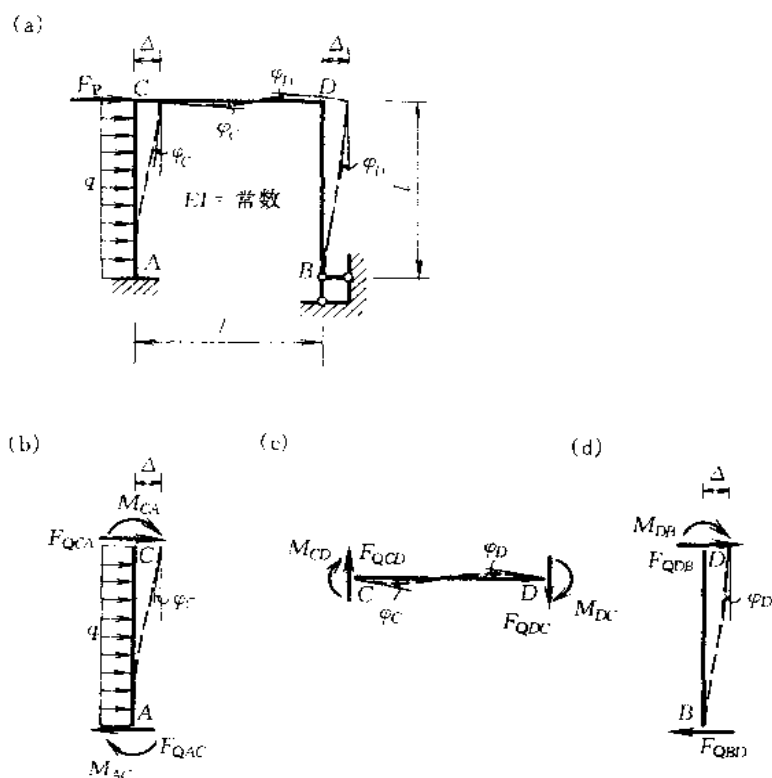 (a)
Δ
Δ
F_P
C
φ_D
D
φ_C
φ_C
φ_D
q
EI = 常数
l
A
B
l
(b)
(c)
(d)
Δ
Δ
M_CA
M_DB
F_QCA
C
M_CD
F_QCD
φ_D
F_QDB
D
C
D
φ_C
M_DC
φ_D
q
φ_C
F_QDC
A
B
F_QAC
F_QBD
M_AC